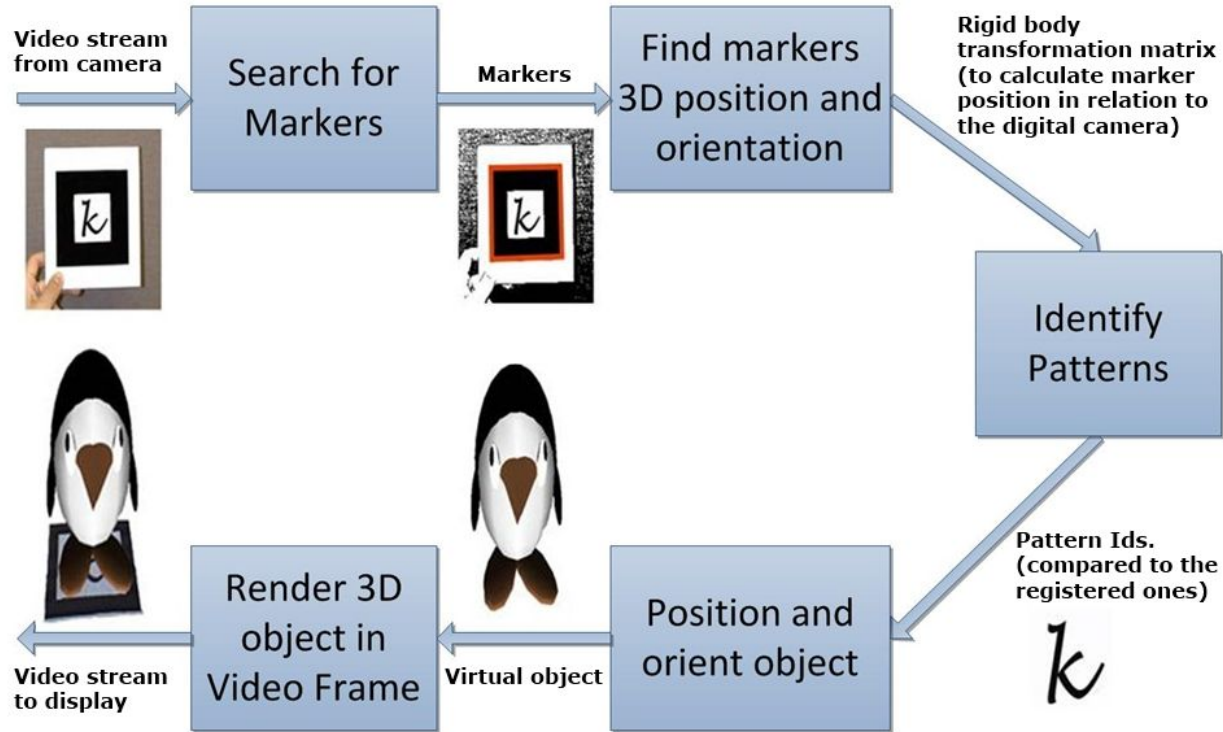 Video stream
from camera
Search for
Markers
Markers
Find markers
3D position and
orientation
Rigid body
transformation matrix
(to calculate marker
position in relation to
the digital camera)
k
k
Identify
Patterns
Pattern Ids.
(compared to the
registered ones)
k
Position and
orient object
Virtual object
Render 3D
object in
Video Frame
Video stream
to display